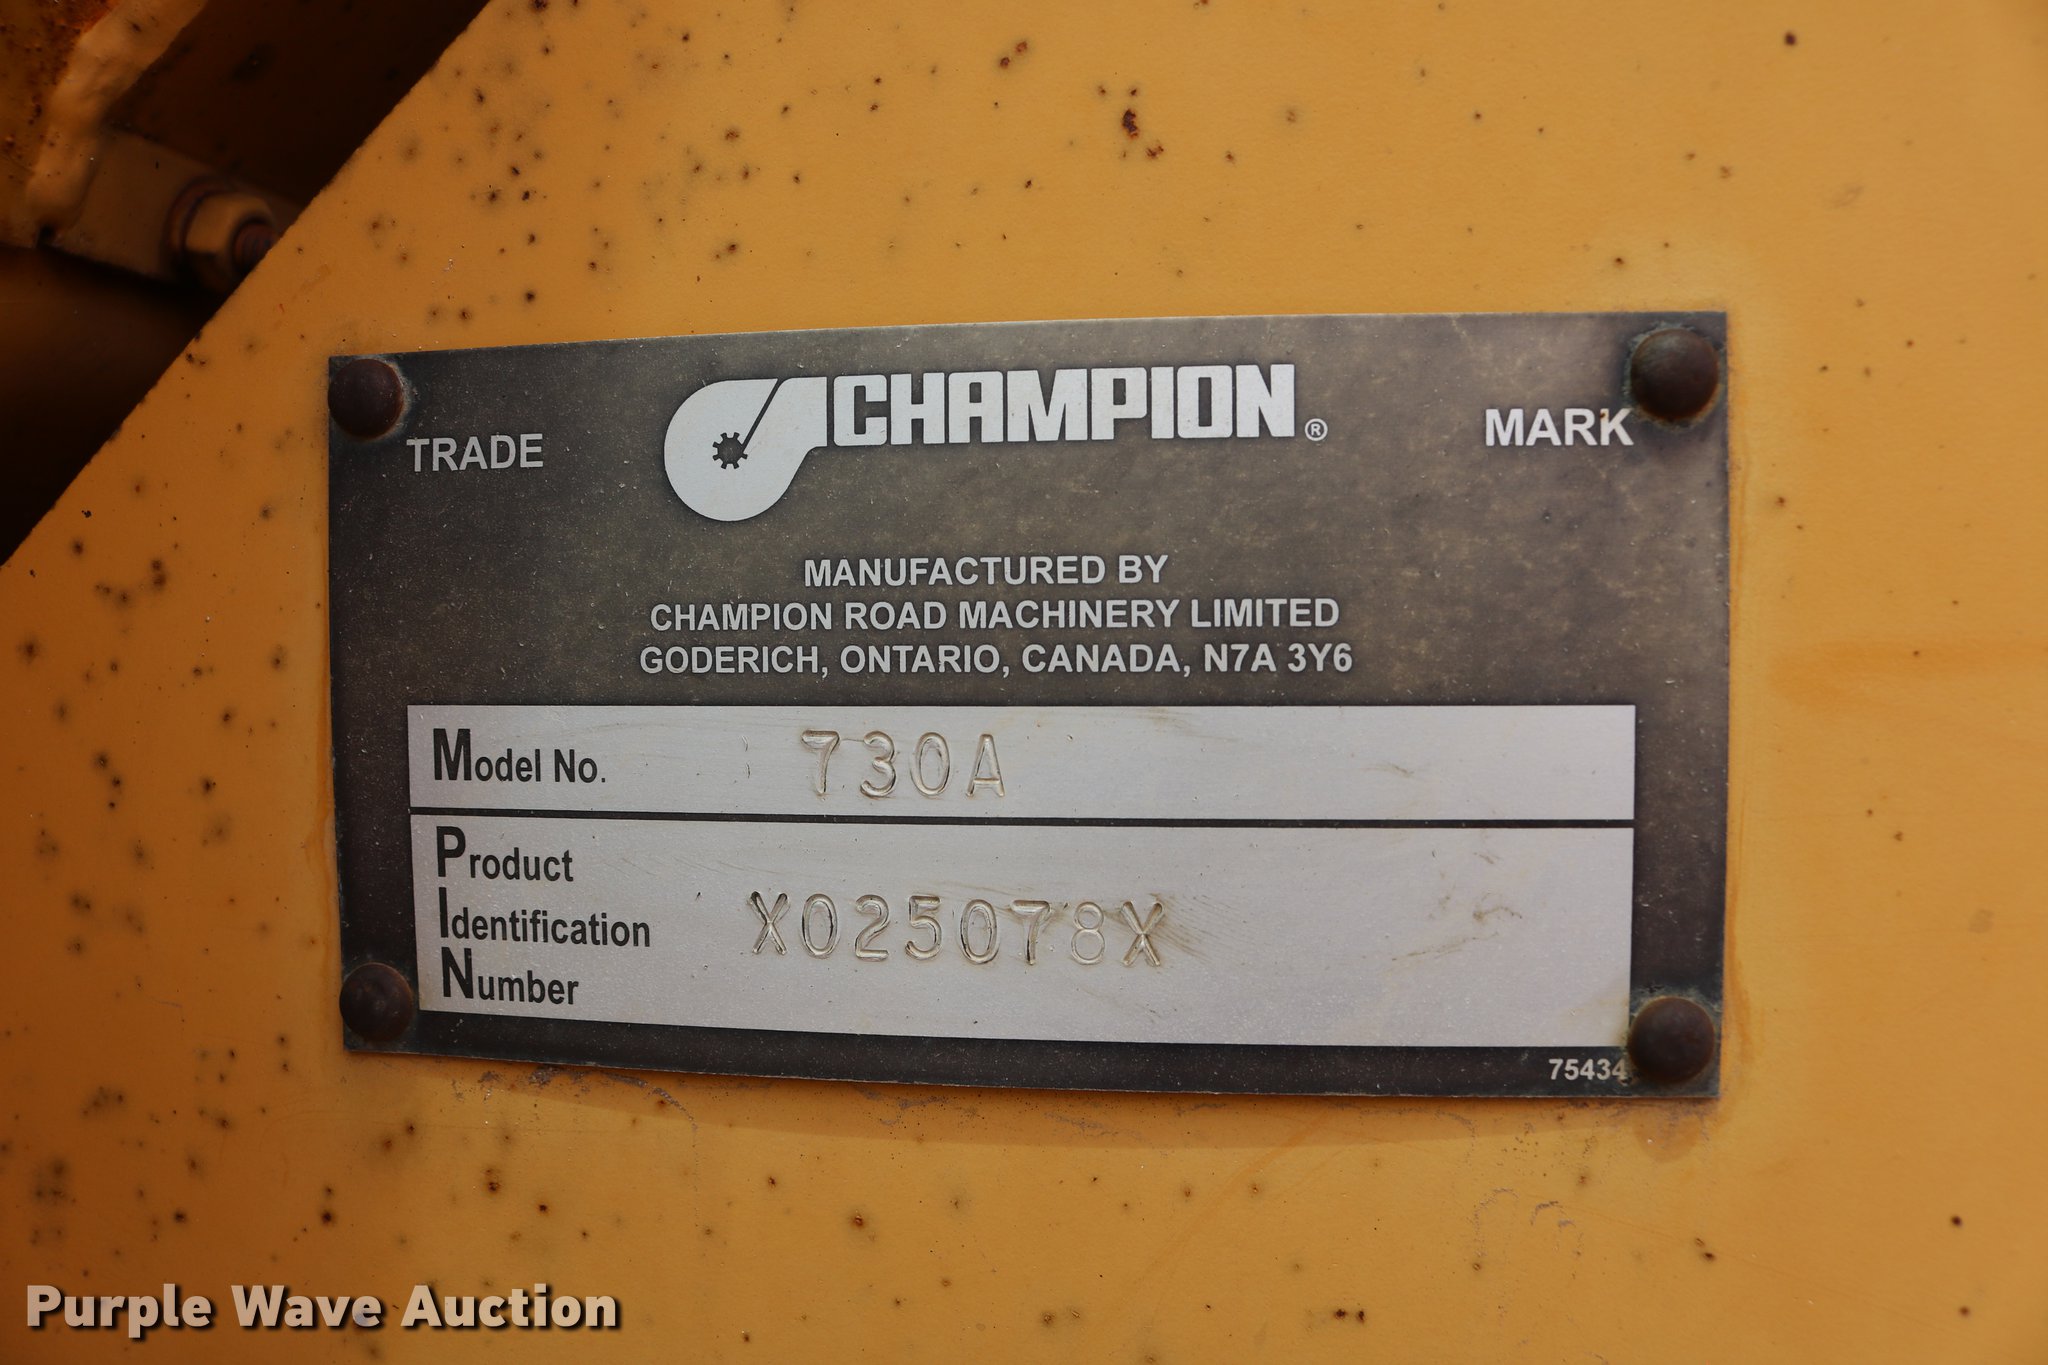 TRADE CHAMPION® MARK
MANUFACTURED BY
CHAMPION ROAD MACHINERY LIMITED
GODERICH, ONTARIO, CANADA, N7A 3Y6
Model No. 730A
Product
Identification X025078X
Number
75434
Purple Wave Auction